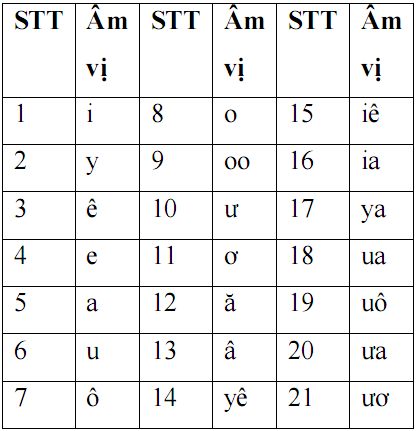 STT Âm vị STT Âm vị STT Âm vị
1 i 8 o 15 iê
2 y 9 oo 16 ia
3 ê 10 ư 17 ya
4 e 11 ơ 18 ua
5 a 12 ă 19 uô
6 u 13 â 20 ưa
7 ô 14 yê 21 ươ